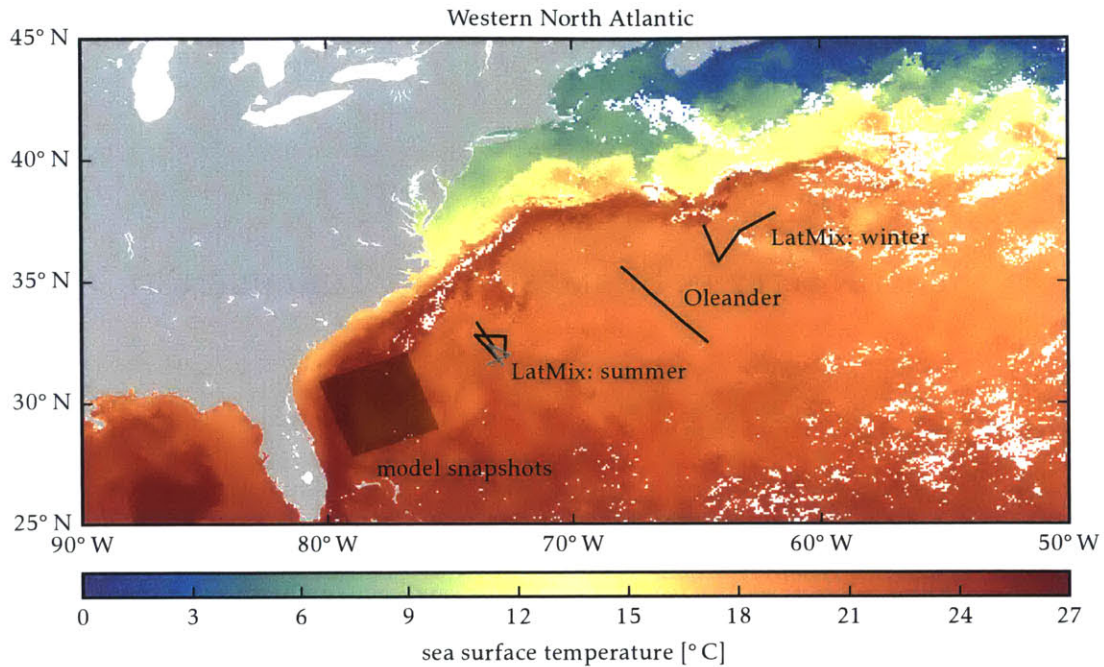 Western North Atlantic
45° N
40° N
35° N
30° N
25° N
LatMix: winter
Oleander
LatMix: summer
model snapshots
90° W
80° W
70° W
60° W
50° W
0
3
6
9
12
15
18
21
24
27
sea surface temperature [° C]